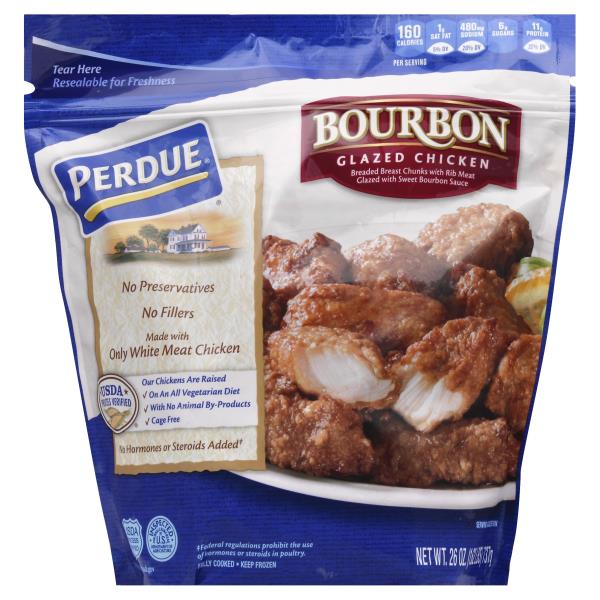 160
CALORIES
1g
SAT FAT
5% DV
480mg
SODIUM
20% DV
6g
SUGARS
11g
PROTEIN
PER SERVING
Tear Here
Resealable for Freshness
BOURBON
GLAZED CHICKEN
Breaded Breast Chunks with Rib Meat
Glazed with Sweet Bourbon Sauce
PERDUE®
®
No Preservatives
No Fillers
Made with
Only White Meat Chicken
USDA
PROCESS VERIFIED
Our Chickens Are Raised
✓ On An All Vegetarian Diet
✓ With No Animal By-Products
✓ Cage Free
No Hormones or Steroids Added†
USDA
INSPECTED
†Federal regulations prohibit the use
of hormones or steroids in poultry.
FULLY COOKED • KEEP FROZEN
NET WT. 26 OZ.